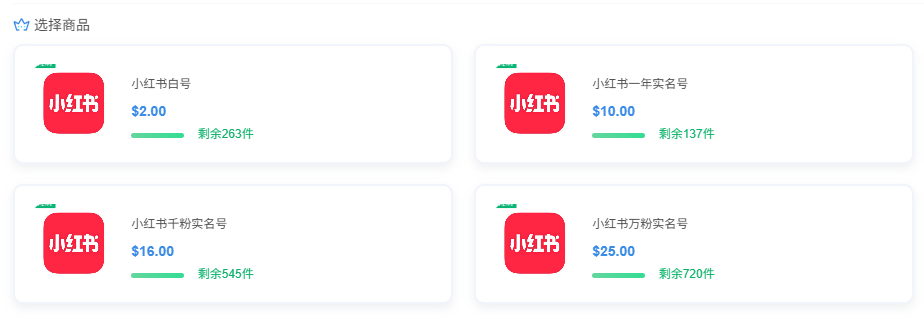 选择商品
小红书
小红书白号
$2.00
剩余263件
小红书
小红书一年实名号
$10.00
剩余137件
小红书
小红书千粉实名号
$16.00
剩余545件
小红书
小红书万粉实名号
$25.00
剩余720件